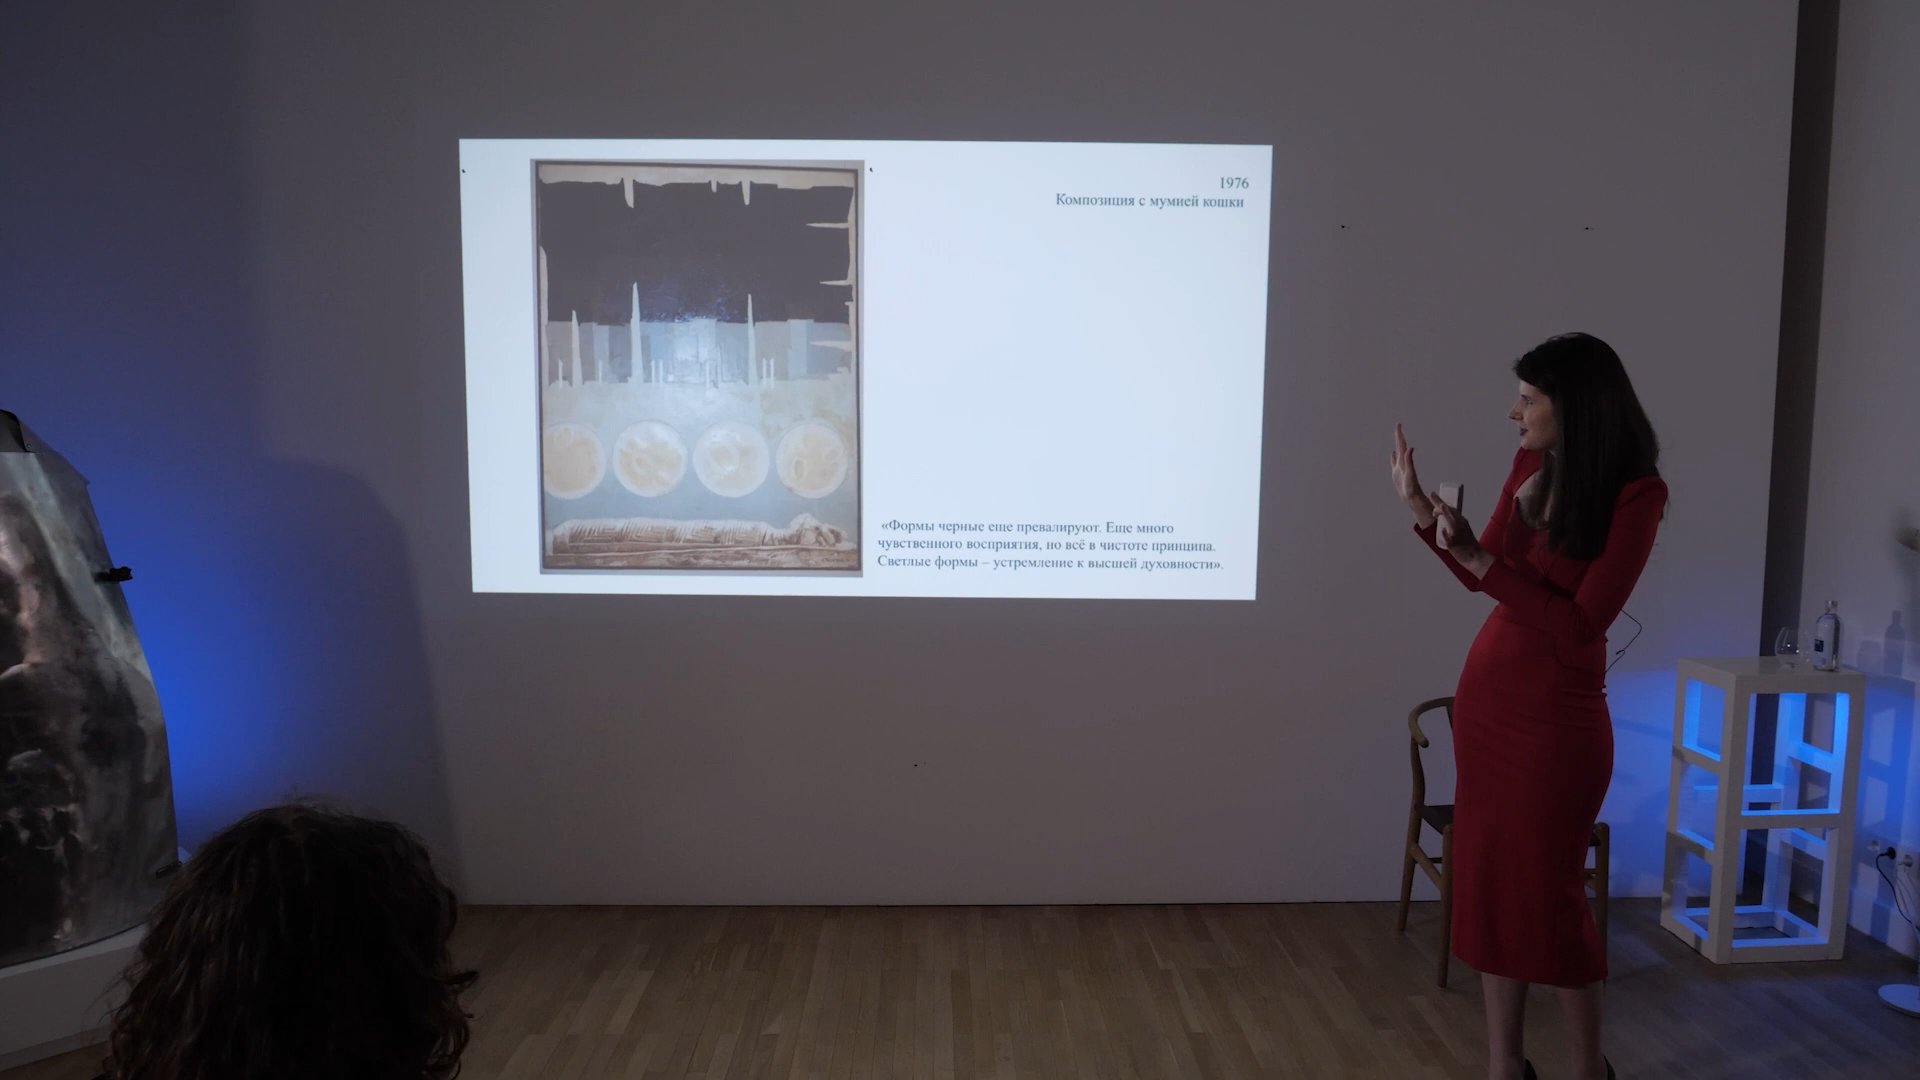 1976
Композиция с мумией кошки
«Формы черные еще превалируют. Еще много
чувственного восприятия, но всё в чистоте принципа.
Светлые формы – устремление к высшей духовности».